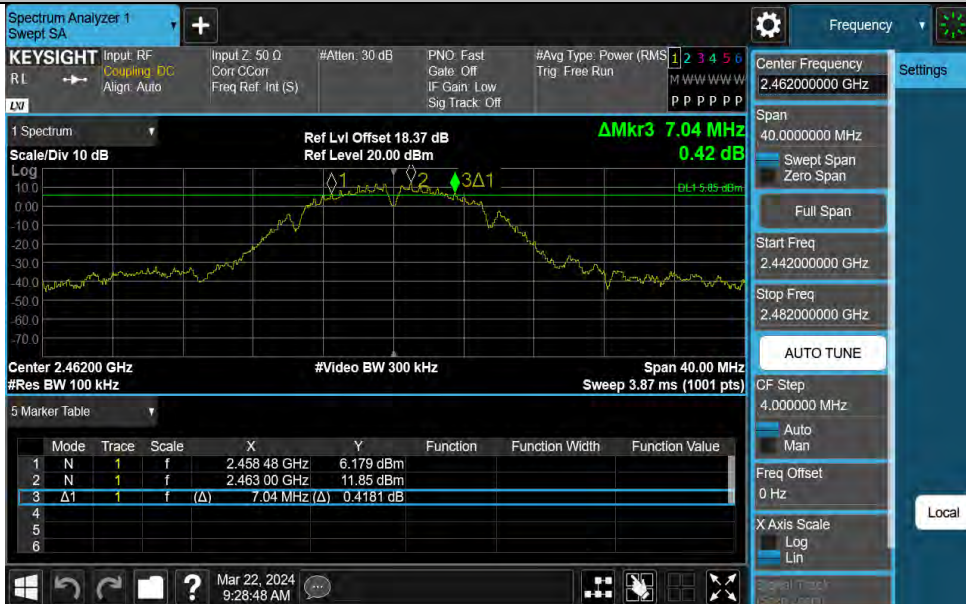 Spectrum Analyzer 1
Swept SA
+
Frequency
KEYSIGHT
RL
LXI
Input: RF
Coupling: DC
Align: Auto
Input Z: 50 Ω
Corr CCorr
Freq Ref: Int (S)
#Atten: 30 dB
PNO: Fast
Gate: Off
IF Gain: Low
Sig Track: Off
#Avg Type: Power (RMS
Trig: Free Run
1 2 3 4 5 6
M W W W W W
P P P P P P
1 Spectrum
Scale/Div 10 dB
Ref Lvl Offset 18.37 dB
Ref Level 20.00 dBm
ΔMkr3 7.04 MHz
0.42 dB
Log
10.0
0.00
-10.0
-20.0
-30.0
-40.0
-50.0
-60.0
-70.0
1
2
3Δ1
DL1 5.85 dBm
Center 2.46200 GHz
#Video BW 300 kHz
Span 40.00 MHz
#Res BW 100 kHz
Sweep 3.87 ms (1001 pts)
5 Marker Table
Mode Trace Scale X Y Function Function Width Function Value
1 N 1 f 2.458 48 GHz 6.179 dBm
2 N 1 f 2.463 00 GHz 11.85 dBm
3 Δ1 1 f (Δ) 7.04 MHz (Δ) 0.4181 dB
4
5
6
?
Mar 22, 2024
9:28:48 AM
Center Frequency
2.462000000 GHz
Span
40.0000000 MHz
Swept Span
Zero Span
Full Span
Start Freq
2.442000000 GHz
Stop Freq
2.482000000 GHz
AUTO TUNE
CF Step
4.000000 MHz
Auto
Man
Freq Offset
0 Hz
X Axis Scale
Log
Lin
Signal Track
Settings
Local